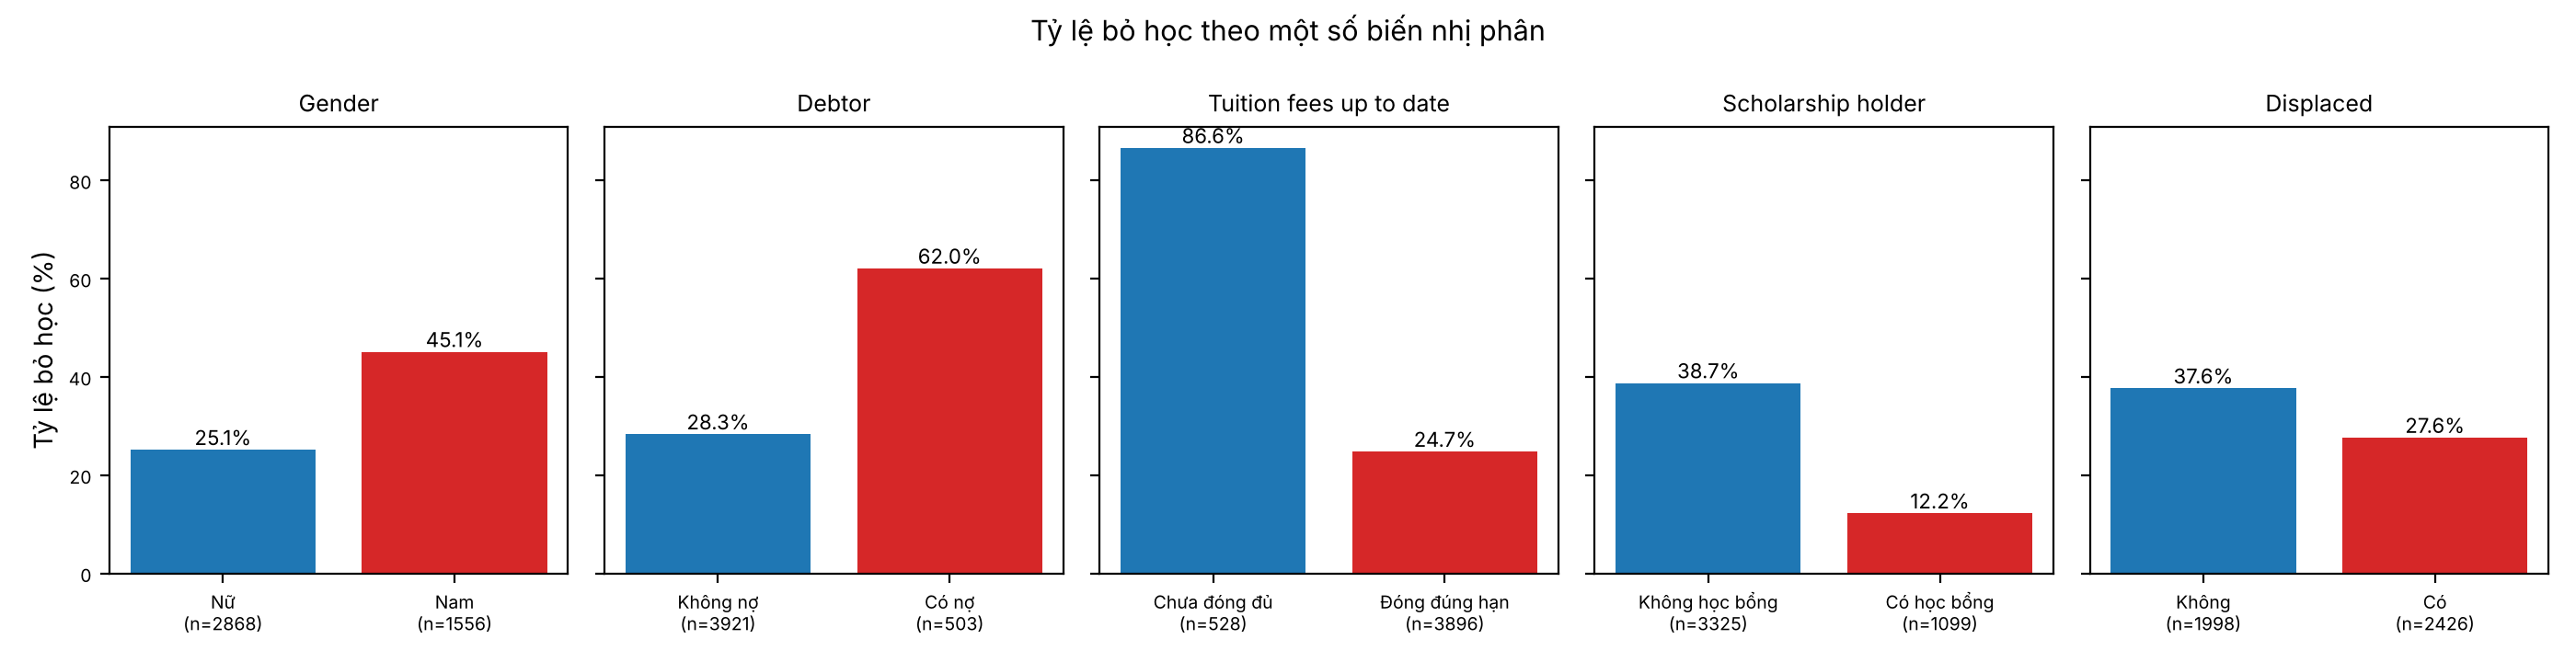 Tỷ lệ bỏ học theo một số biến nhị phân
Gender
Debtor
Tuition fees up to date
Scholarship holder
Displaced
Tỷ lệ bỏ học (%)
80
60
40
20
0
25.1%
45.1%
Nữ
(n=2868)
Nam
(n=1556)
28.3%
62.0%
Không nợ
(n=3921)
Có nợ
(n=503)
86.6%
24.7%
Chưa đóng đủ
(n=528)
Đóng đúng hạn
(n=3896)
38.7%
12.2%
Không học bổng
(n=3325)
Có học bổng
(n=1099)
37.6%
27.6%
Không
(n=1998)
Có
(n=2426)